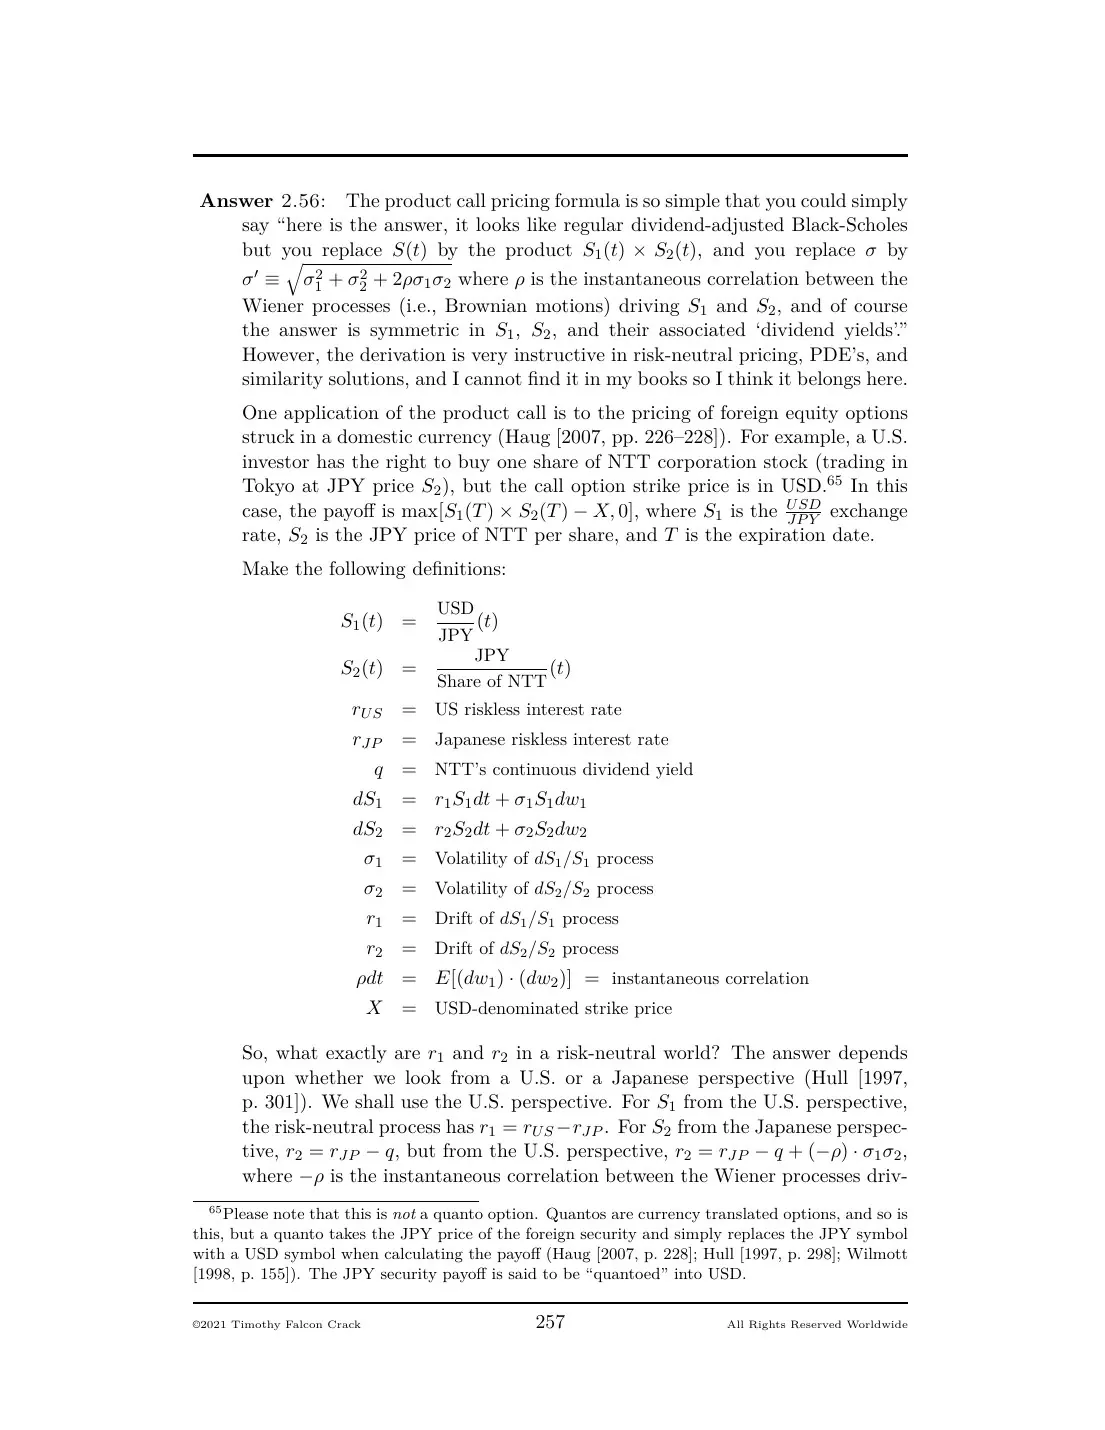 Answer 2.56: The product call pricing formula is so simple that you could simply
say “here is the answer, it looks like regular dividend-adjusted Black-Scholes
but you replace S(t) by the product S₁(t) × S₂(t), and you replace σ by
σ′ ≡ √(σ₁² + σ₂² + 2ρσ₁σ₂) where ρ is the instantaneous correlation between the
Wiener processes (i.e., Brownian motions) driving S₁ and S₂, and of course
the answer is symmetric in S₁, S₂, and their associated ‘dividend yields’.”
However, the derivation is very instructive in risk-neutral pricing, PDE’s, and
similarity solutions, and I cannot find it in my books so I think it belongs here.
One application of the product call is to the pricing of foreign equity options
struck in a domestic currency (Haug [2007, pp. 226–228]). For example, a U.S.
investor has the right to buy one share of NTT corporation stock (trading in
Tokyo at JPY price S₂), but the call option strike price is in USD.⁶⁵ In this
case, the payoff is max[S₁(T) × S₂(T) − X, 0], where S₁ is the USD/JPY exchange
rate, S₂ is the JPY price of NTT per share, and T is the expiration date.
Make the following definitions:
S₁(t) = USD/JPY (t)
S₂(t) = JPY/Share of NTT (t)
r_US = US riskless interest rate
r_JP = Japanese riskless interest rate
q = NTT’s continuous dividend yield
dS₁ = r₁S₁dt + σ₁S₁dw₁
dS₂ = r₂S₂dt + σ₂S₂dw₂
σ₁ = Volatility of dS₁/S₁ process
σ₂ = Volatility of dS₂/S₂ process
r₁ = Drift of dS₁/S₁ process
r₂ = Drift of dS₂/S₂ process
ρdt = E[(dw₁) · (dw₂)] = instantaneous correlation
X = USD-denominated strike price
So, what exactly are r₁ and r₂ in a risk-neutral world? The answer depends
upon whether we look from a U.S. or a Japanese perspective (Hull [1997,
p. 301]). We shall use the U.S. perspective. For S₁ from the U.S. perspective,
the risk-neutral process has r₁ = r_US − r_JP. For S₂ from the Japanese perspec-
tive, r₂ = r_JP − q, but from the U.S. perspective, r₂ = r_JP − q + (−ρ) · σ₁σ₂,
where −ρ is the instantaneous correlation between the Wiener processes driv-
⁶⁵Please note that this is not a quanto option. Quantos are currency translated options, and so is
this, but a quanto takes the JPY price of the foreign security and simply replaces the JPY symbol
with a USD symbol when calculating the payoff (Haug [2007, p. 228]; Hull [1997, p. 298]; Wilmott
[1998, p. 155]). The JPY security payoff is said to be “quantoed” into USD.
©2021 Timothy Falcon Crack 257 All Rights Reserved Worldwide